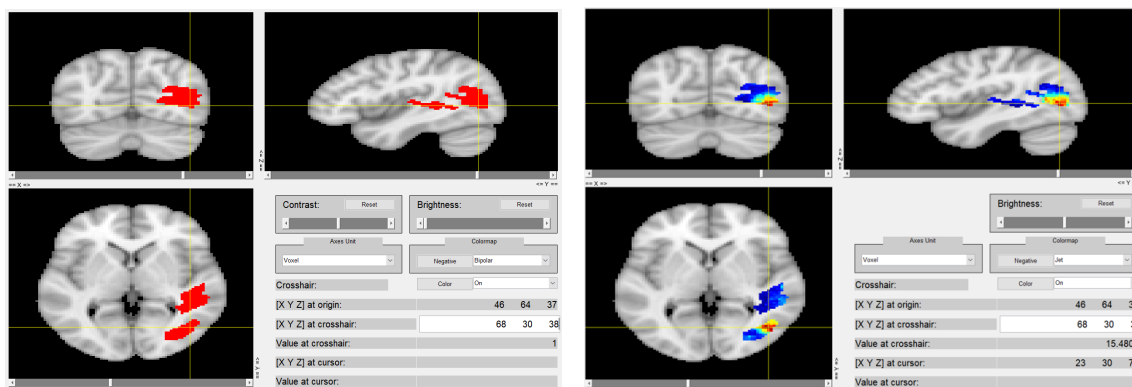 <= Y ==
== X =>
<= Y =
== X =>
Contrast:
Reset
Brightness:
Reset
Axes Unit
Colormap
Voxel
Negative
Bipolar
Crosshair:
Color
On
[X Y Z] at origin:
46 64 37
[X Y Z] at crosshair:
68 30 38
Value at crosshair:
1
[X Y Z] at cursor:
Value at cursor:
Brightness:
Reset
Axes Unit
Colormap
Voxel
Negative
Jet
Crosshair:
Color
On
[X Y Z] at origin:
46 64
[X Y Z] at crosshair:
68 30
Value at crosshair:
15.480
[X Y Z] at cursor:
23 30
Value at cursor: